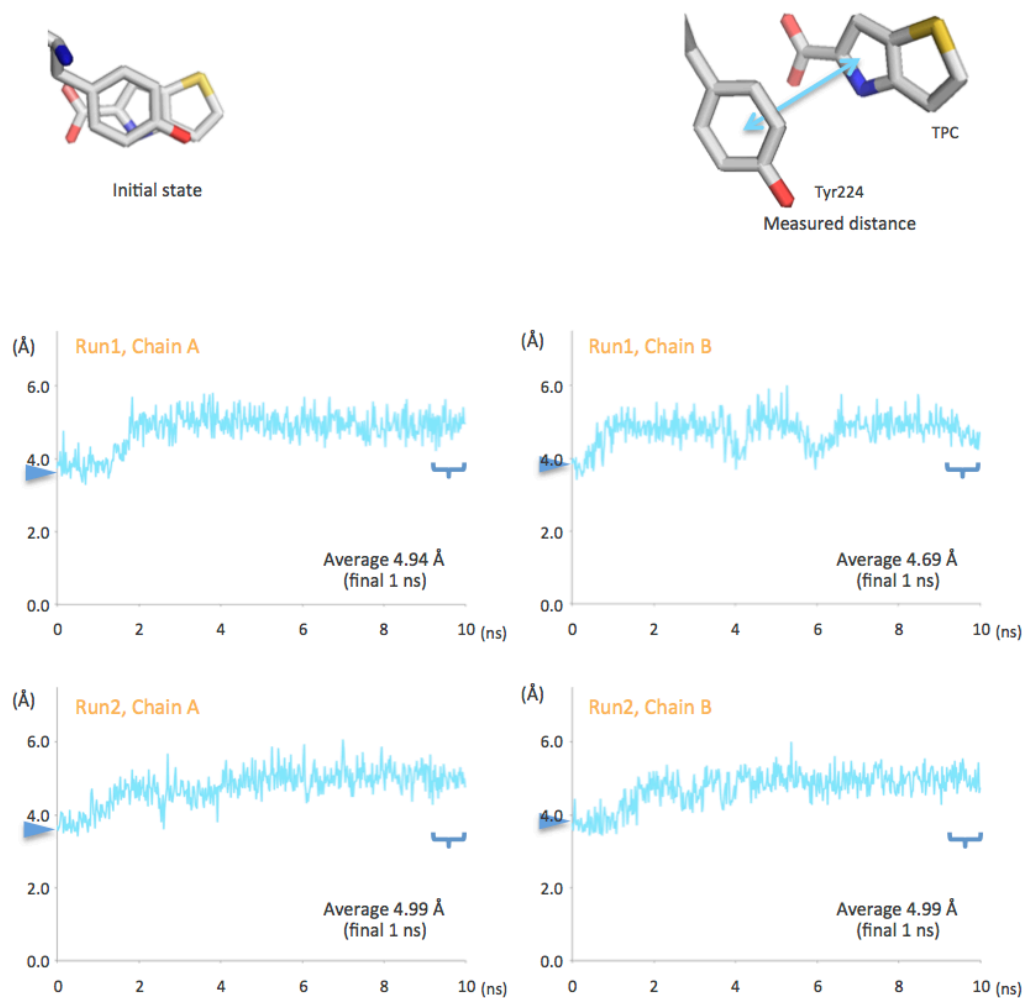 Initial state
TPC
Tyr224
Measured distance
(Å)
Run1, Chain A
6.0
4.0
2.0
0.0
Average 4.94 Å
(final 1 ns)
0 2 4 6 8 10 (ns)
(Å)
Run1, Chain B
6.0
4.0
2.0
0.0
Average 4.69 Å
(final 1 ns)
0 2 4 6 8 10 (ns)
(Å)
Run2, Chain A
6.0
4.0
2.0
0.0
Average 4.99 Å
(final 1 ns)
0 2 4 6 8 10 (ns)
(Å)
Run2, Chain B
6.0
4.0
2.0
0.0
Average 4.99 Å
(final 1 ns)
0 2 4 6 8 10 (ns)